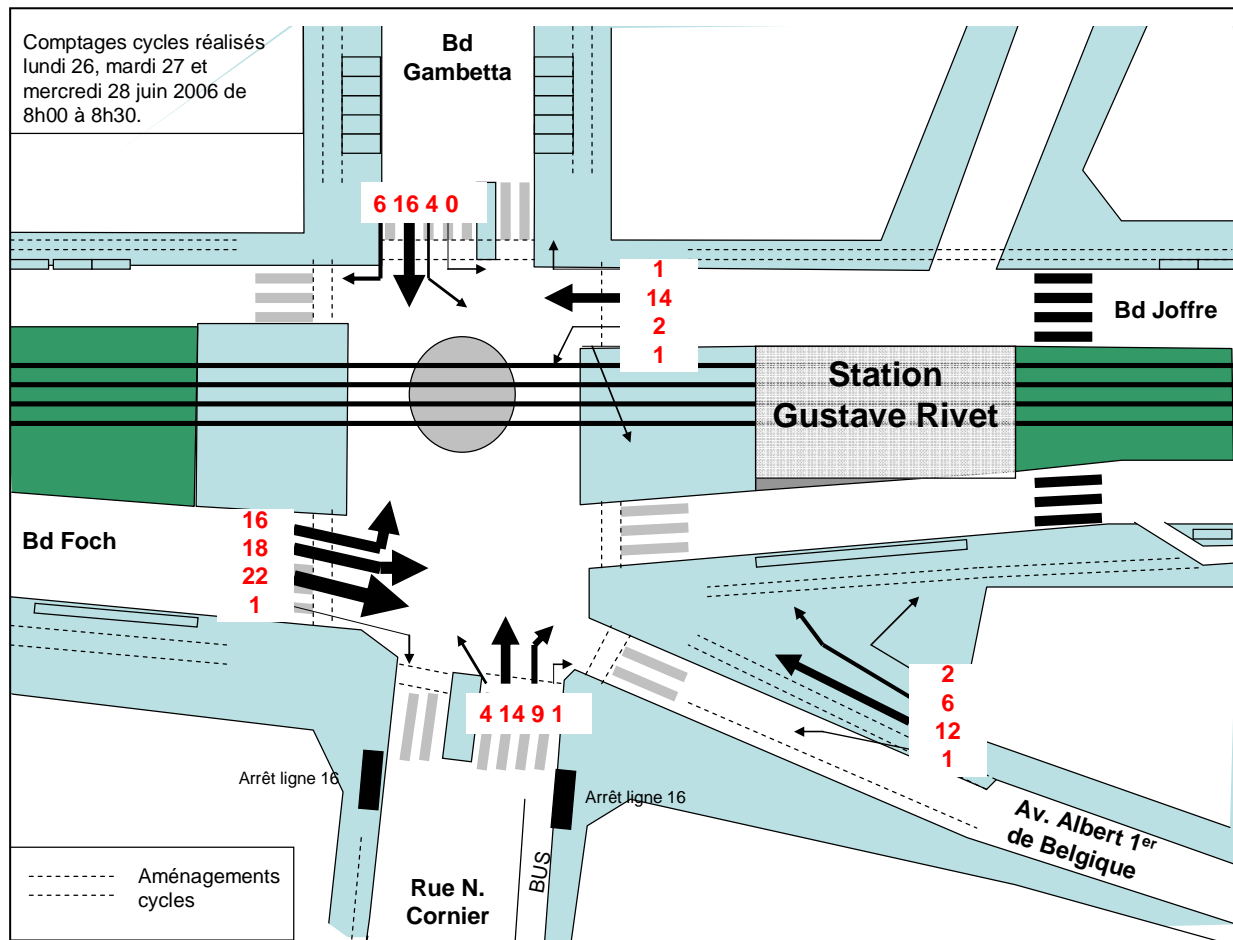 Comptages cycles réalisés
lundi 26, mardi 27 et
mercredi 28 juin 2006 de
8h00 à 8h30.
Bd
Gambetta
6 16 4 0
1
14
2
1
Bd Joffre
Station
Gustave Rivet
Bd Foch
16
18
22
1
4 14 9 1
2
6
12
1
Arrêt ligne 16
Arrêt ligne 16
Av. Albert 1er
de Belgique
BUS
Rue N.
Cornier
Aménagements
cycles